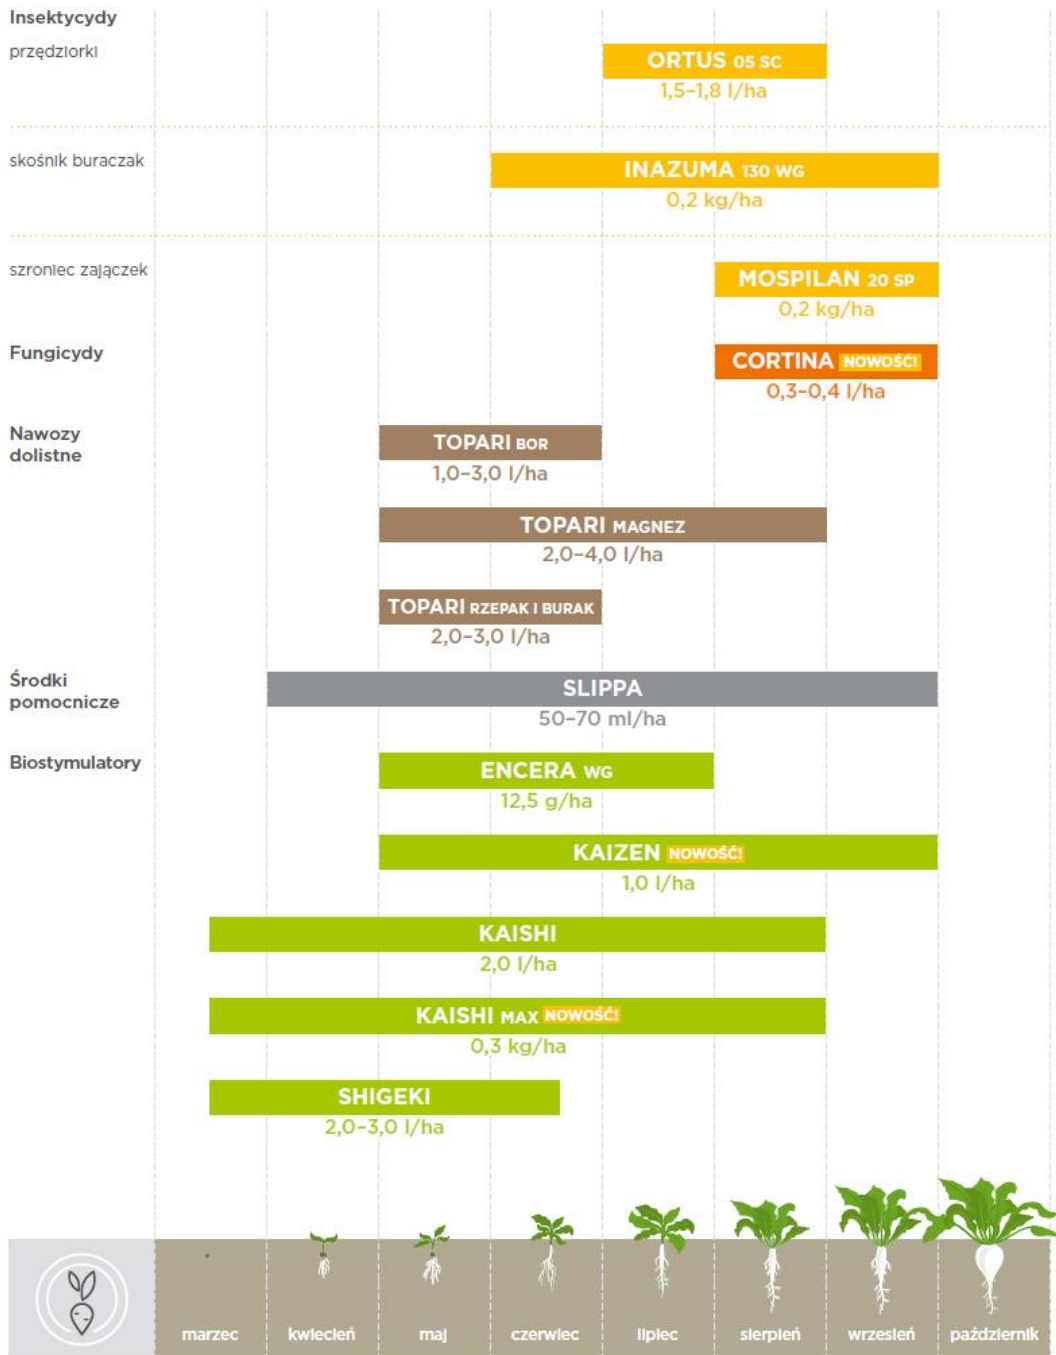 Insektycydy
przędziorki
ORTUS 05 SC
1,5–1,8 l/ha
skośnik buraczak
INAZUMA 130 WG
0,2 kg/ha
szroniec zajączek
MOSPILAN 20 SP
0,2 kg/ha
Fungicydy
CORTINA NOWOŚĆ!
0,3–0,4 l/ha
Nawozy
dolistne
TOPARI BOR
1,0–3,0 l/ha
TOPARI MAGNEZ
2,0–4,0 l/ha
TOPARI RZEPAK I BURAK
2,0–3,0 l/ha
Środki
pomocnicze
SLIPPA
50–70 ml/ha
Biostymulatory
ENCERA WG
12,5 g/ha
KAIZEN NOWOŚĆ!
1,0 l/ha
KAISHI
2,0 l/ha
KAISHI MAX NOWOŚĆ!
0,3 kg/ha
SHIGEKI
2,0–3,0 l/ha
marzec kwiecień maj czerwiec lipiec sierpień wrzesień październik